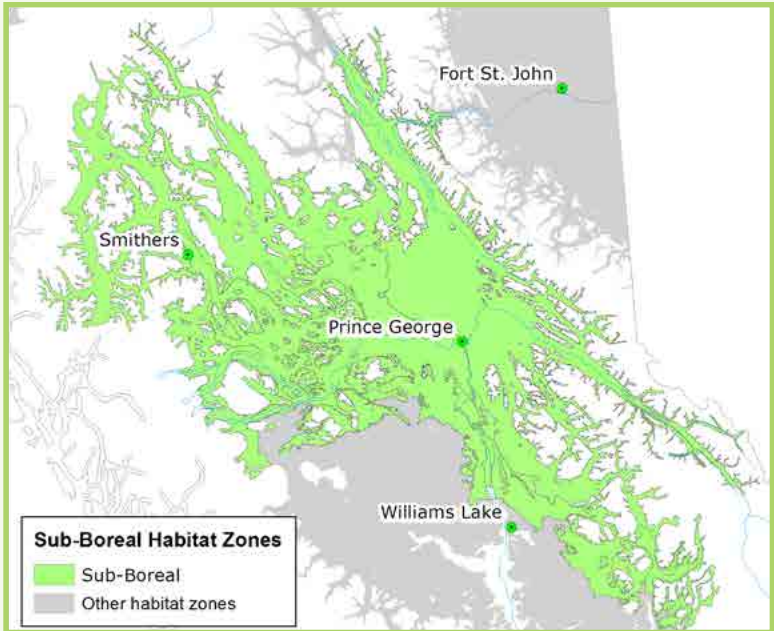 Fort St. John
Smithers
Prince George
Williams Lake
Sub-Boreal Habitat Zones
Sub-Boreal
Other habitat zones